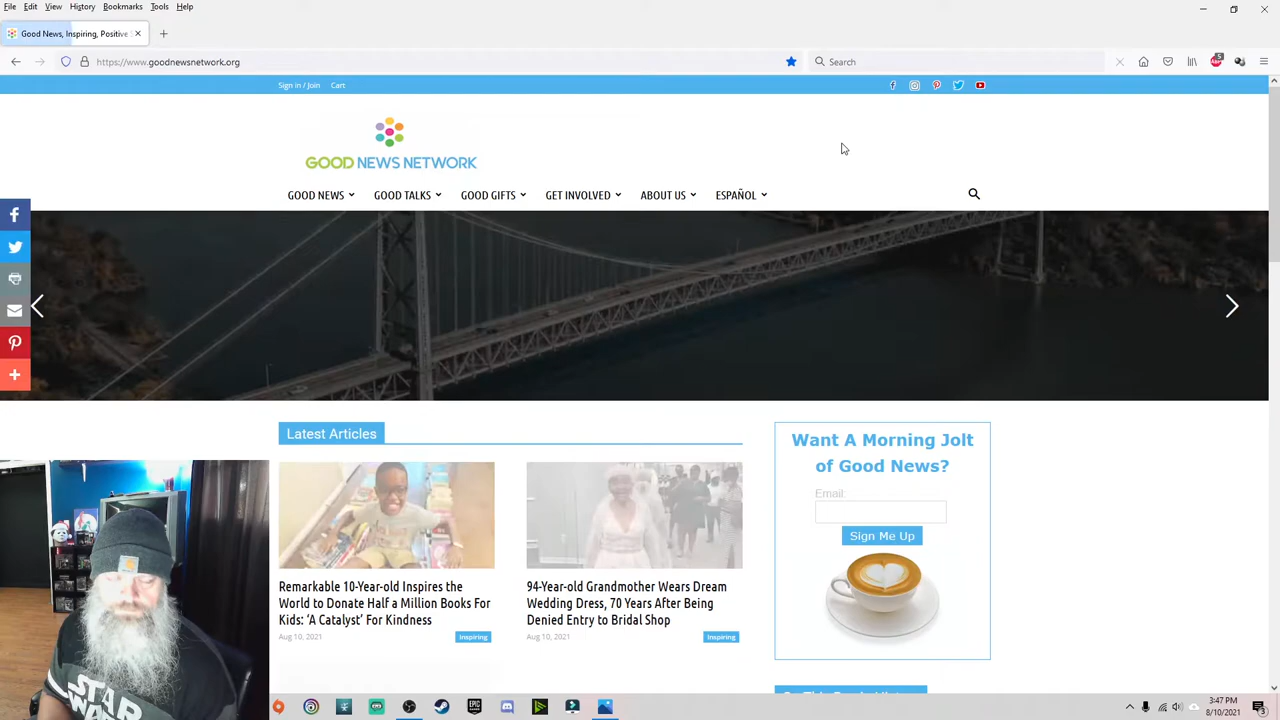 File Edit View History Bookmarks Tools Help
Good News, Inspiring, Positive
https://www.goodnewsnetwork.org
Search
5
Sign in / Join Cart
GOOD NEWS NETWORK
GOOD NEWS GOOD TALKS GOOD GIFTS GET INVOLVED ABOUT US ESPAÑOL
Latest Articles
Remarkable 10-Year-old Inspires the
World to Donate Half a Million Books For
Kids: ‘A Catalyst’ For Kindness
Aug 10, 2021
Inspiring
94-Year-old Grandmother Wears Dream
Wedding Dress, 70 Years After Being
Denied Entry to Bridal Shop
Aug 10, 2021
Inspiring
Want A Morning Jolt
of Good News?
Email:
Sign Me Up
STAR
EPIC
3:47 PM
8/10/2021
3